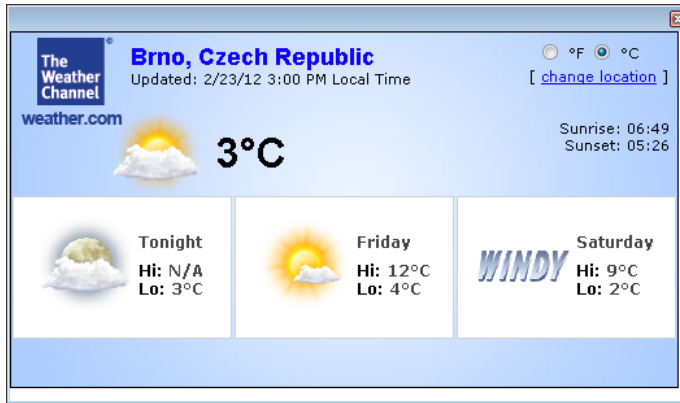 The
Weather
Channel
weather.com
Brno, Czech Republic
Updated: 2/23/12 3:00 PM Local Time
°F °C
[ change location ]
3°C
Sunrise: 06:49
Sunset: 05:26
Tonight
Hi: N/A
Lo: 3°C
Friday
Hi: 12°C
Lo: 4°C
WINDY
Saturday
Hi: 9°C
Lo: 2°C